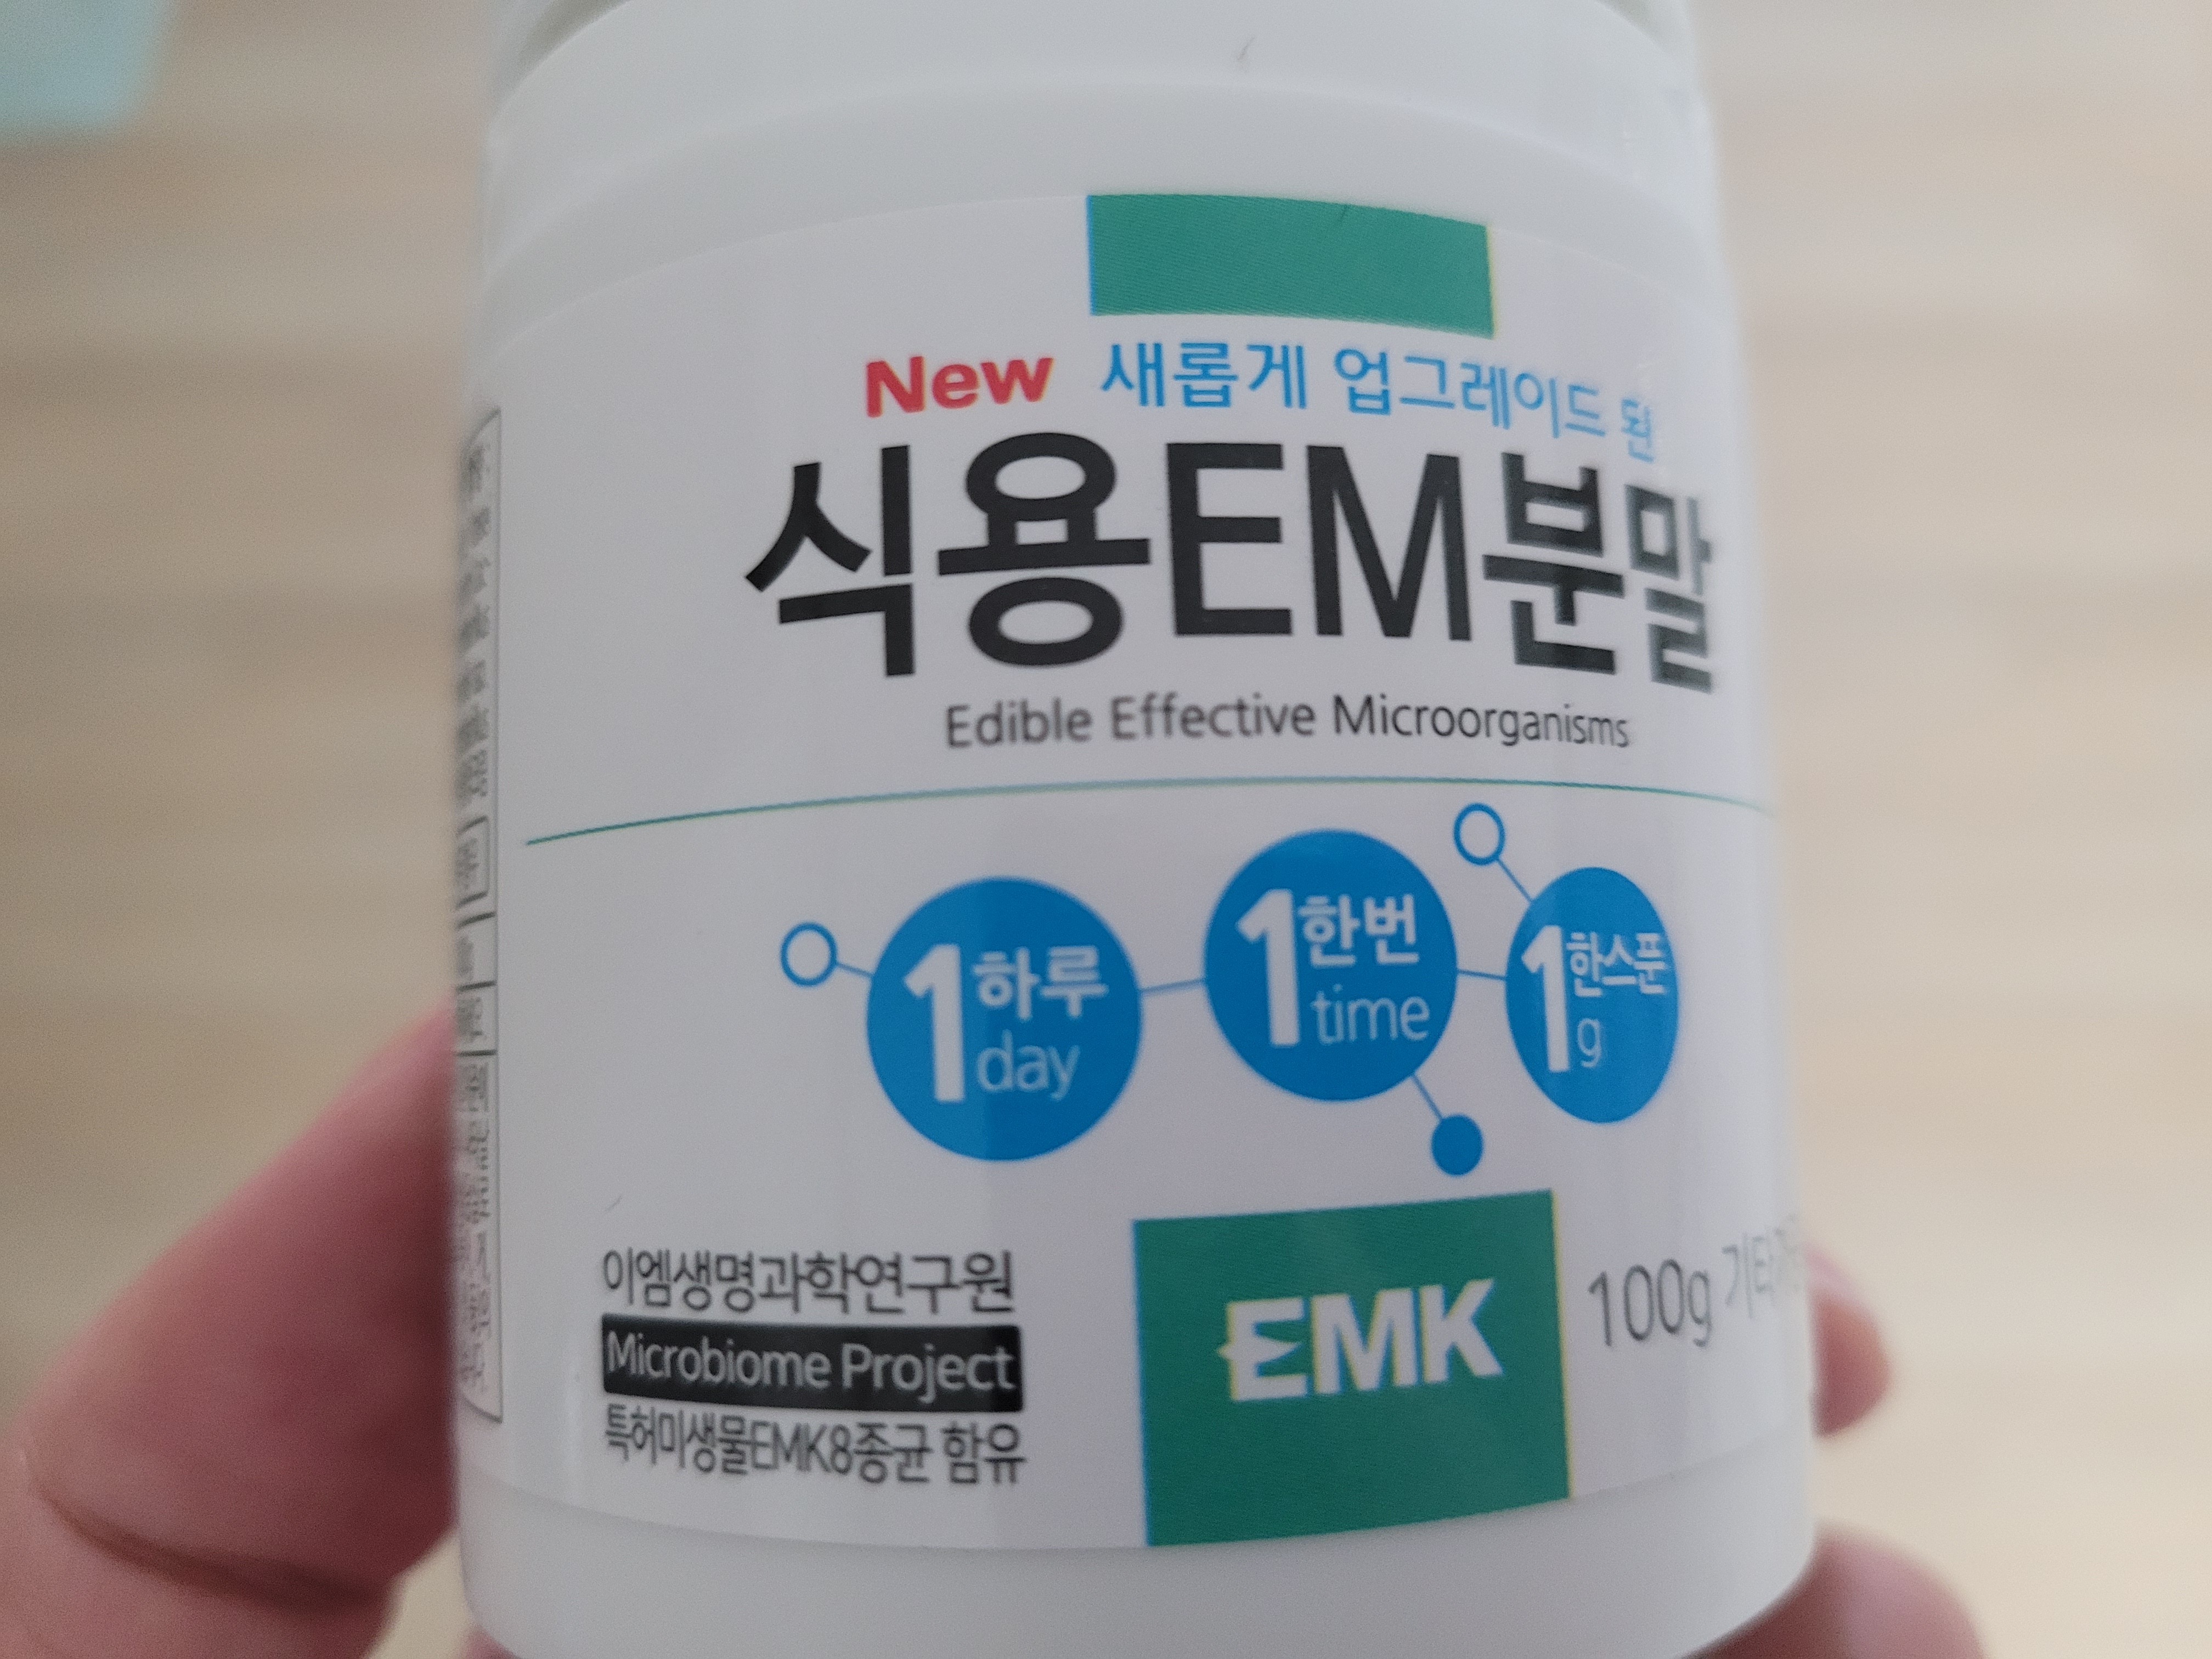 New 새롭게 업그레이드 된
식용EM분말
Edible Effective Microorganisms
1 하루 day
1 한번 time
1 한스푼 g
이엠생명과학연구원
Microbiome Project
특허미생물EMK8종균 함유
EMK
100g